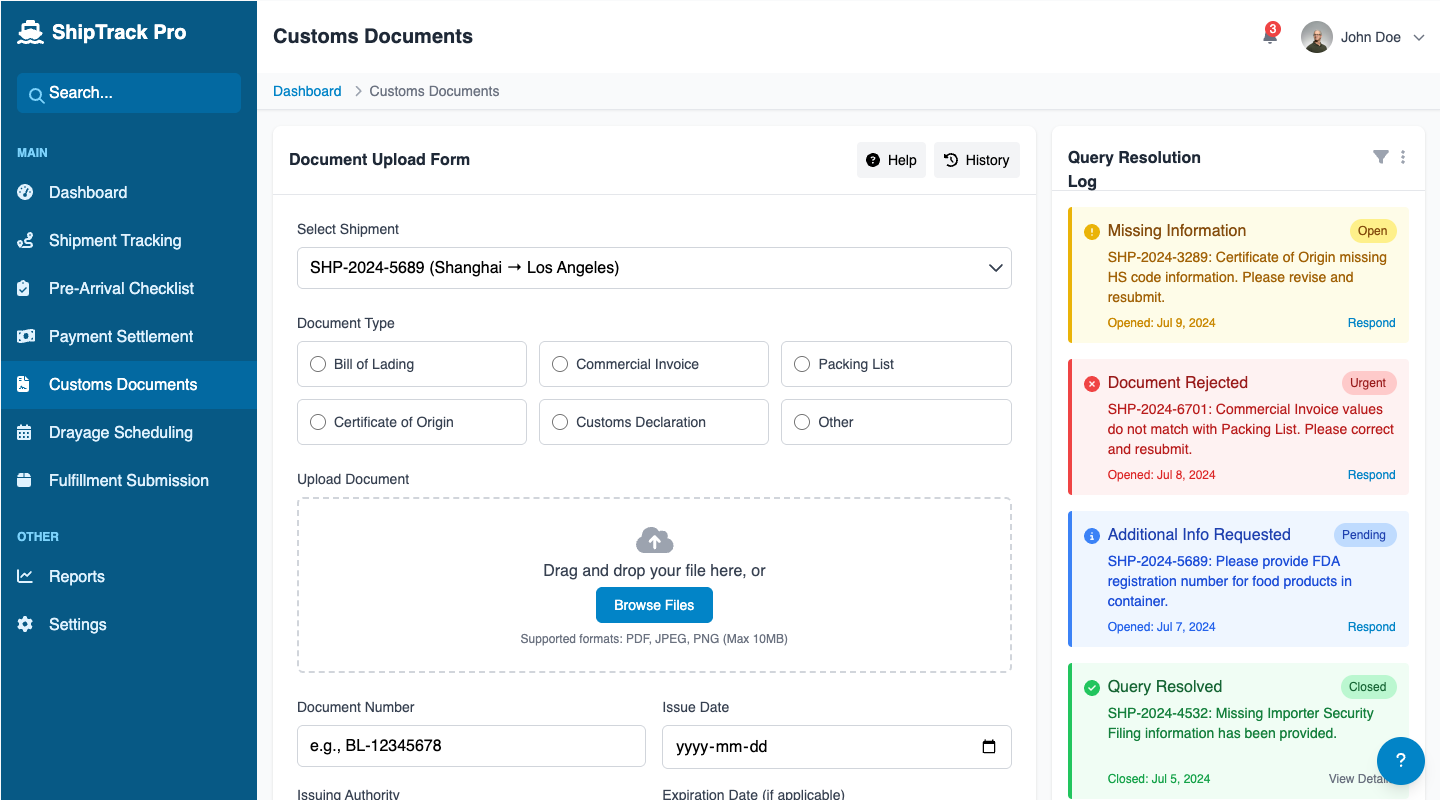 ShipTrack Pro
Search...
MAIN
Dashboard
Shipment Tracking
Pre-Arrival Checklist
Payment Settlement
Customs Documents
Drayage Scheduling
Fulfillment Submission
OTHER
Reports
Settings
Customs Documents
3
John Doe
Dashboard
Customs Documents
Document Upload Form
Help
History
Select Shipment
SHP-2024-5689 (Shanghai → Los Angeles)
Document Type
Bill of Lading
Commercial Invoice
Packing List
Certificate of Origin
Customs Declaration
Other
Upload Document
Drag and drop your file here, or
Browse Files
Supported formats: PDF, JPEG, PNG (Max 10MB)
Document Number
Issue Date
e.g., BL-12345678
yyyy-mm-dd
Issuing Authority
Expiration Date (if applicable)
Query Resolution
Log
Missing Information
Open
SHP-2024-3289: Certificate of Origin missing
HS code information. Please revise and
resubmit.
Opened: Jul 9, 2024
Respond
Document Rejected
Urgent
SHP-2024-6701: Commercial Invoice values
do not match with Packing List. Please correct
and resubmit.
Opened: Jul 8, 2024
Respond
Additional Info Requested
Pending
SHP-2024-5689: Please provide FDA
registration number for food products in
container.
Opened: Jul 7, 2024
Respond
Query Resolved
Closed
SHP-2024-4532: Missing Importer Security
Filing information has been provided.
Closed: Jul 5, 2024
View
?